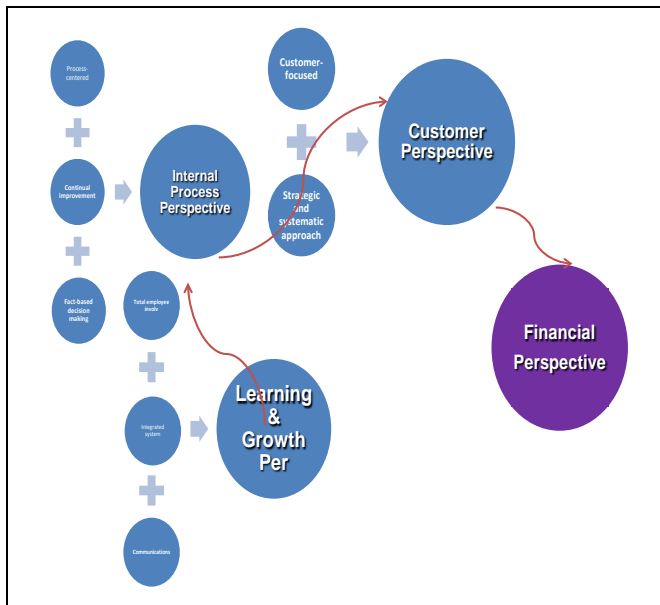 Process-
centered
Continual
improvement
Fact-based
decision
making
Internal
Process
Perspective
Customer-
focused
Strategic
and
systematic
approach
Customer
Perspective
Total employee
involv
Integrated
system
Communications
Learning
&
Growth
Per
Financial
Perspective